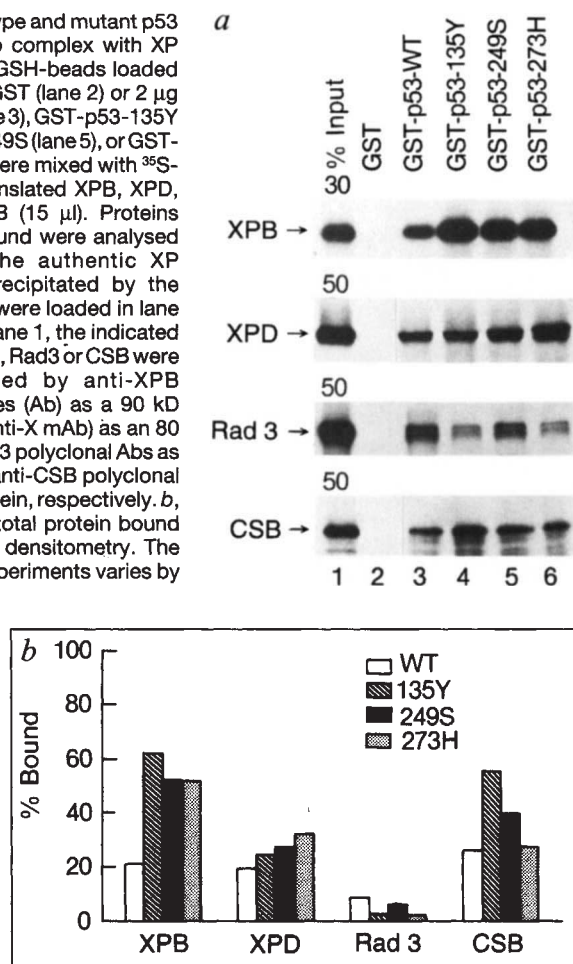 ype and mutant p53
complex with XP
GSH-beads loaded
GST (lane 2) or 2 µg
e 3), GST-p53-135Y
49S (lane 5), or GST-
ere mixed with ³⁵S-
nslated XPB, XPD,
B (15 µl). Proteins
und were analysed
he authentic XP
recipitated by the
were loaded in lane
ane 1, the indicated
, Rad3 or CSB were
ed by anti-XPB
es (Ab) as a 90 kD
nti-X mAb) as an 80
3 polyclonal Abs as
anti-CSB polyclonal
ein, respectively. b,
total protein bound
densitometry. The
periments varies by
a
% Input
GST
GST-p53-WT
GST-p53-135Y
GST-p53-249S
GST-p53-273H
30
XPB →
50
XPD →
50
Rad 3 →
50
CSB →
1 2 3 4 5 6
b
100
80
60
40
20
0
% Bound
WT
135Y
249S
273H
XPB XPD Rad 3 CSB